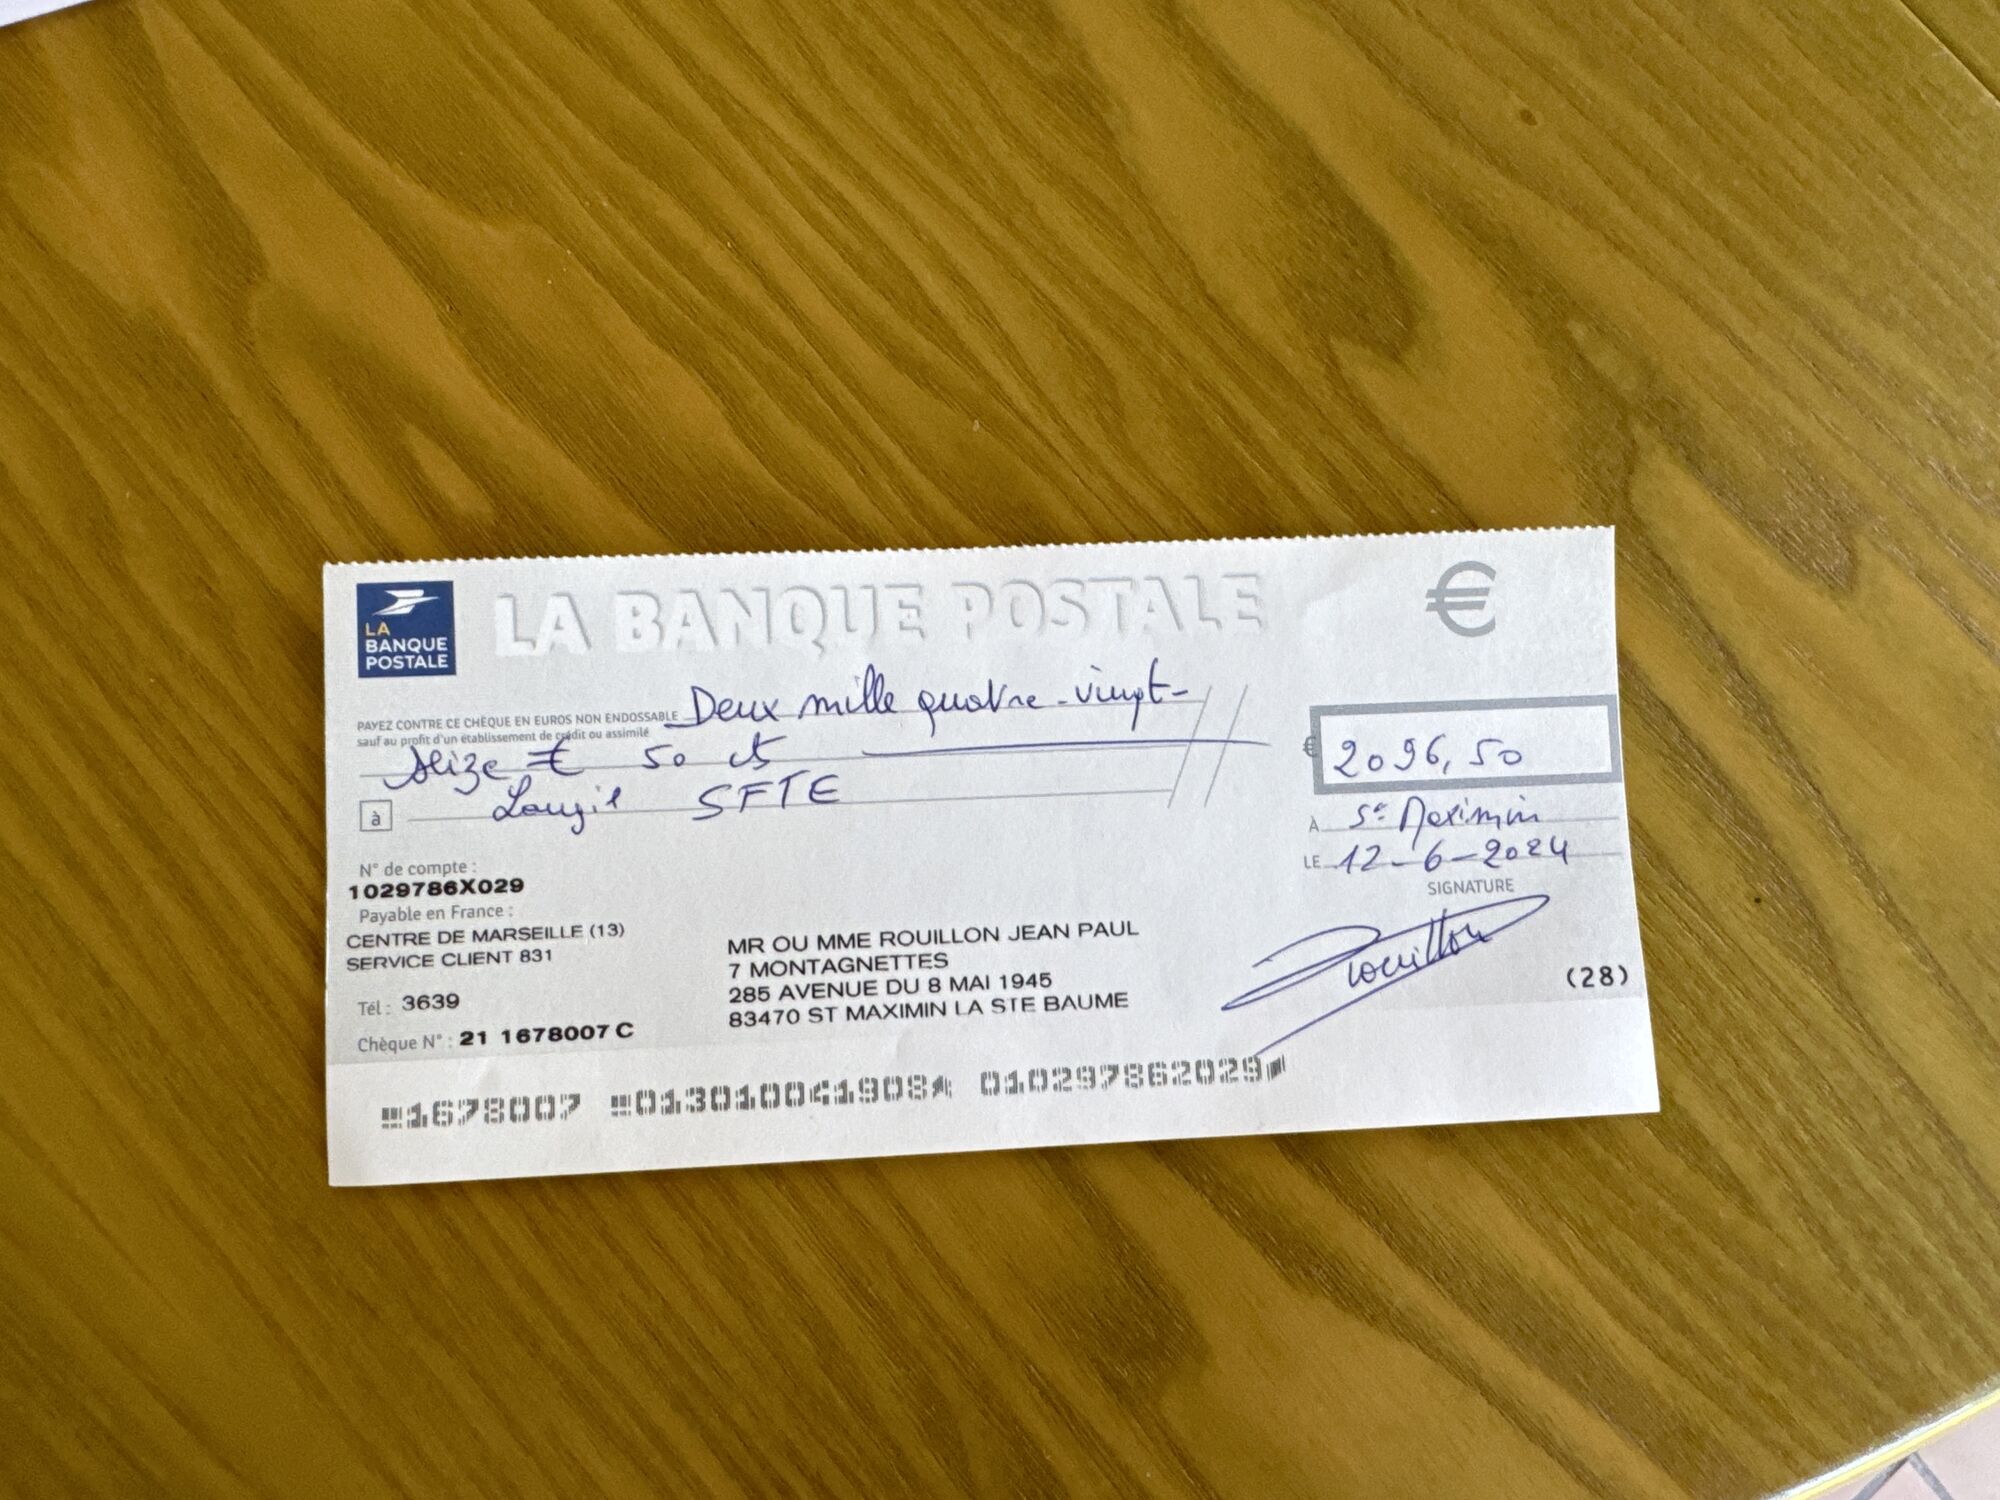 LA BANQUE POSTALE
€
LA
BANQUE
POSTALE
PAYEZ CONTRE CE CHÈQUE EN EUROS NON ENDOSSABLE Deux mille quatre-vingt-
sauf au profit d'un établissement de crédit ou assimilé
seize € 50 cts
€ 2096,50
à SFTE
À St Maximin
LE 12-6-2024
SIGNATURE
Rouillon
N° de compte :
1029786X029
Payable en France :
CENTRE DE MARSEILLE (13)
SERVICE CLIENT 831
Tél : 3639
Chèque N° : 21 1678007 C
MR OU MME ROUILLON JEAN PAUL
7 MONTAGNETTES
285 AVENUE DU 8 MAI 1945
83470 ST MAXIMIN LA STE BAUME
(28)
1678007 013010041908 010297862029